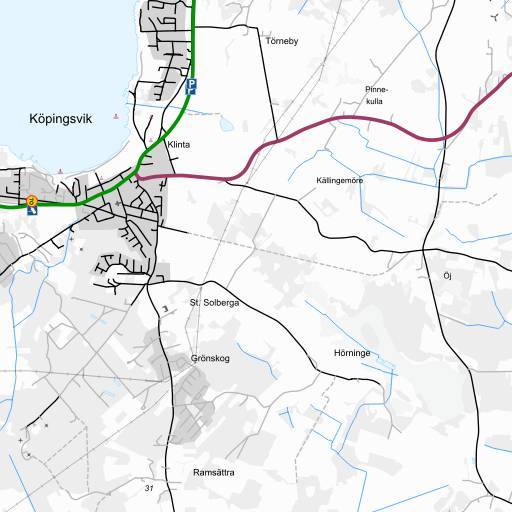 Törneby
P
Pinne-
kulla
Köpingsvik
Klinta
Källingemöre
Öj
St. Solberga
Hörninge
Grönskog
Ramsättra
31